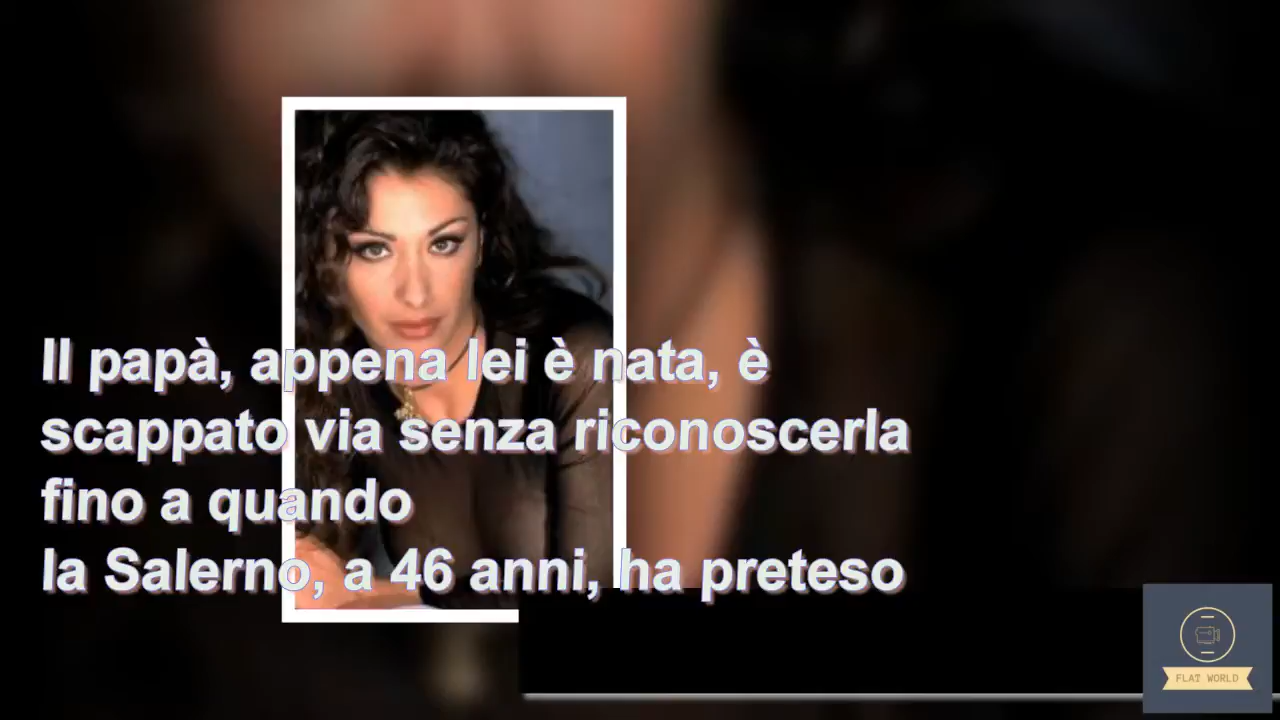 Il papà, appena lei è nata, è
scappato via senza riconoscerla
fino a quando
la Salerno, a 46 anni, ha preteso
FLAT WORLD